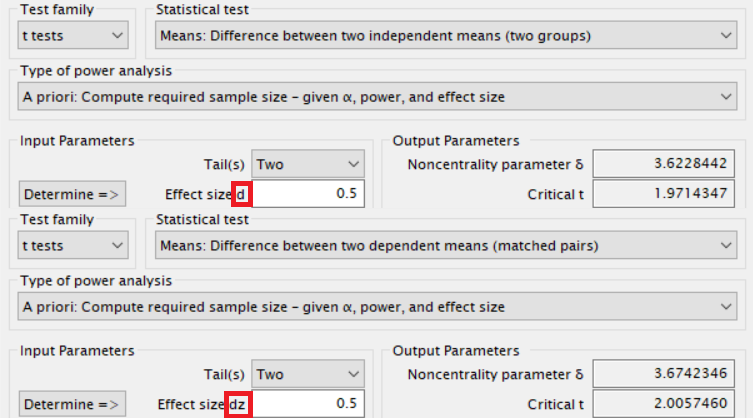 Test family Statistical test
t tests Means: Difference between two independent means (two groups)
Type of power analysis
A priori: Compute required sample size – given α, power, and effect size
Input Parameters Output Parameters
Tail(s) Two Noncentrality parameter δ 3.6228442
Determine => Effect size d 0.5 Critical t 1.9714347
Test family Statistical test
t tests Means: Difference between two dependent means (matched pairs)
Type of power analysis
A priori: Compute required sample size – given α, power, and effect size
Input Parameters Output Parameters
Tail(s) Two Noncentrality parameter δ 3.6742346
Determine => Effect size dz 0.5 Critical t 2.0057460